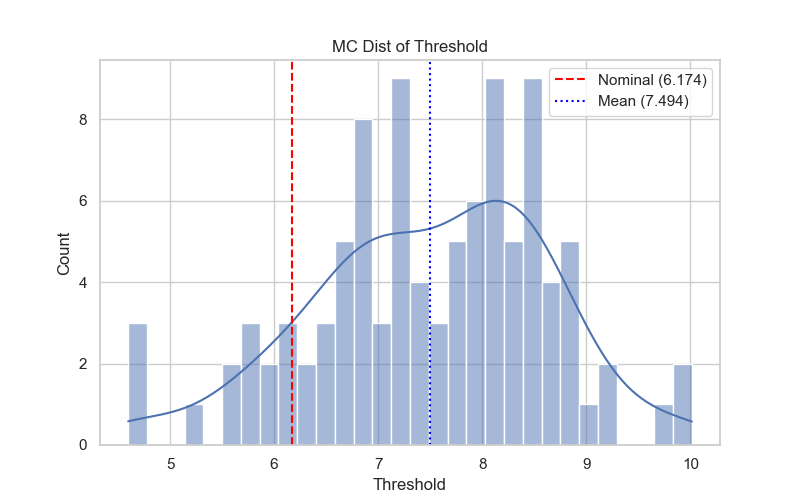 MC Dist of Threshold
Nominal (6.174)
Mean (7.494)
8
6
4
2
0
Count
5
6
7
8
9
10
Threshold